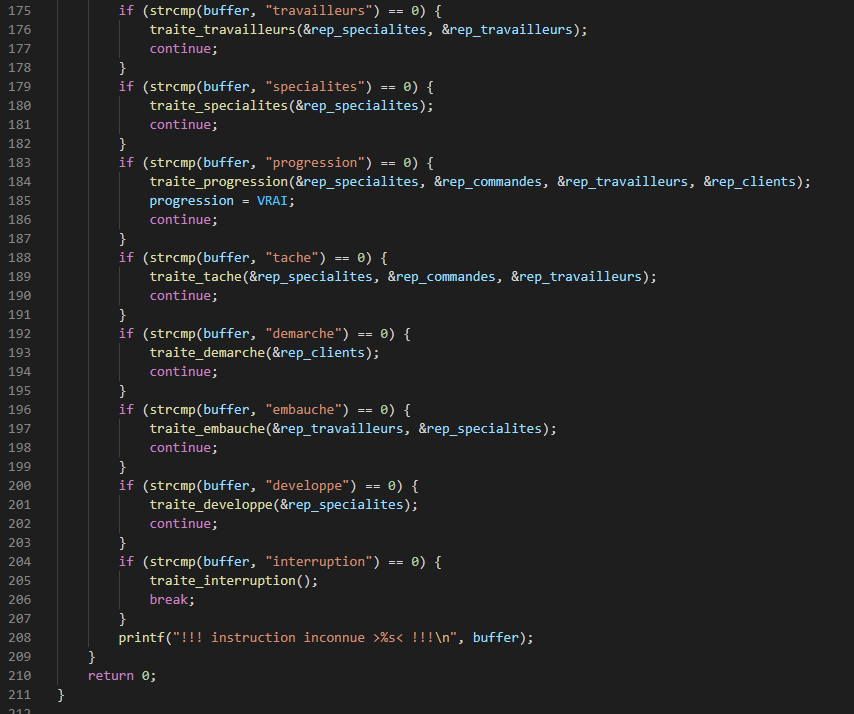 175 if (strcmp(buffer, "travailleurs") == 0) {
176 traite_travailleurs(&rep_specialites, &rep_travailleurs);
177 continue;
178 }
179 if (strcmp(buffer, "specialites") == 0) {
180 traite_specialites(&rep_specialites);
181 continue;
182 }
183 if (strcmp(buffer, "progression") == 0) {
184 traite_progression(&rep_specialites, &rep_commandes, &rep_travailleurs, &rep_clients);
185 progression = VRAI;
186 continue;
187 }
188 if (strcmp(buffer, "tache") == 0) {
189 traite_tache(&rep_specialites, &rep_commandes, &rep_travailleurs);
190 continue;
191 }
192 if (strcmp(buffer, "demarche") == 0) {
193 traite_demarche(&rep_clients);
194 continue;
195 }
196 if (strcmp(buffer, "embauche") == 0) {
197 traite_embauche(&rep_travailleurs, &rep_specialites);
198 continue;
199 }
200 if (strcmp(buffer, "developpe") == 0) {
201 traite_developpe(&rep_specialites);
202 continue;
203 }
204 if (strcmp(buffer, "interruption") == 0) {
205 traite_interruption();
206 break;
207 }
208 printf("!!! instruction inconnue >%s< !!!\n", buffer);
209 }
210 return 0;
211 }
212